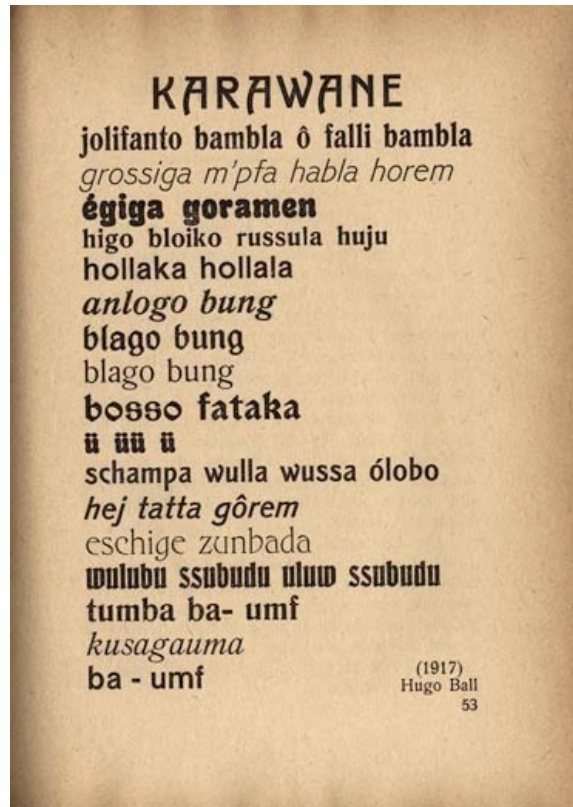 KARAWANE
jolifanto bambla ô falli bambla
grossiga m'pfa habla horem
égiga goramen
higo bloiko russula huju
hollaka hollala
anlogo bung
blago bung
blago bung
bosso fataka
ü üü ü
schampa wulla wussa ólobo
hej tatta gôrem
eschige zunbada
wulubu ssubudu uluw ssubudu
tumba ba- umf
kusagauma
ba - umf
(1917)
Hugo Ball
53